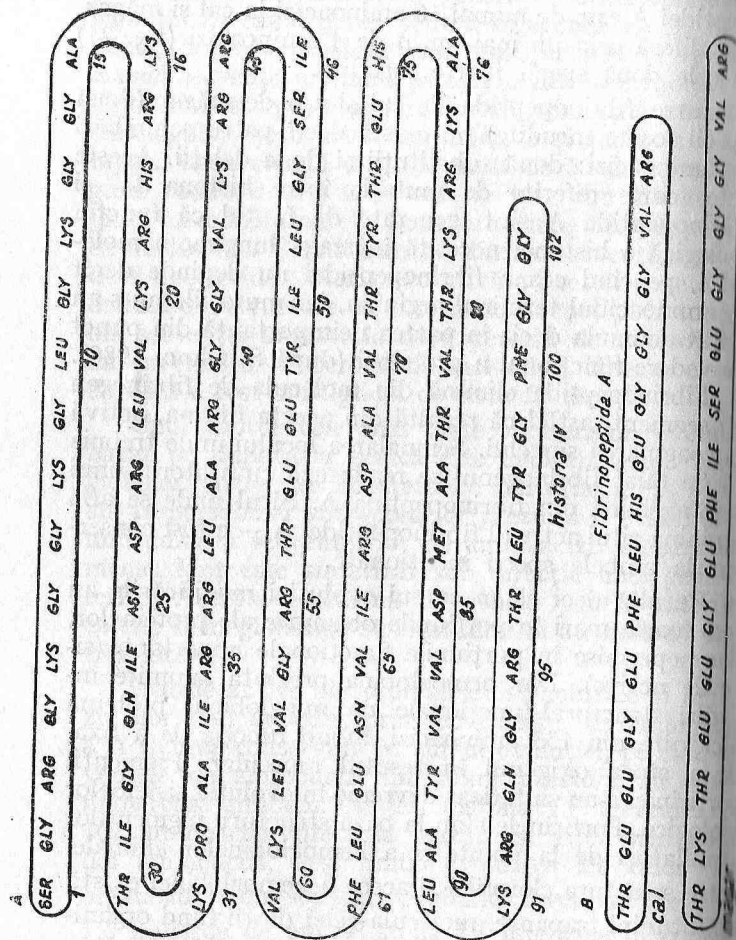 A
SER GLY ARG GLY LYS GLY GLY LYS GLY LEU GLY LYS GLY GLY ALA
1 10 15
THR ILE GLY GLN ILE ASN ASP ARG LEU VAL LYS ARG HIS ARG LYS
30 25 20 16
LYS PRO ALA ILE ARG ARG LEU ALA ARG GLY GLY VAL LYS ARG ARG
31 35 40 45
VAL LYS LEU VAL GLY ARG THR GLU GLU TYR ILE LEU GLY SER ILE
60 55 50 46
PHE LEU GLU ASN VAL ILE ARG ASP ALA VAL THR TYR THR GLU HIS
61 65 70 75
LEU ALA TYR VAL VAL ASP MET ALA THR VAL THR LYS ARG LYS ALA
90 85 80 76
LYS ARG GLN GLY ARG THR LEU TYR GLY PHE GLY GLY
91 95 100 102
histona IV
B
Fibrinopeptida A
THR GLU GLY GLU PHE LEU HIS GLU GLY GLY GLY VAL ARG
cal
THR LYS THR GLU GLU GLY GLU PHE ILE SER GLU GLY GLY GLY VAL ARG